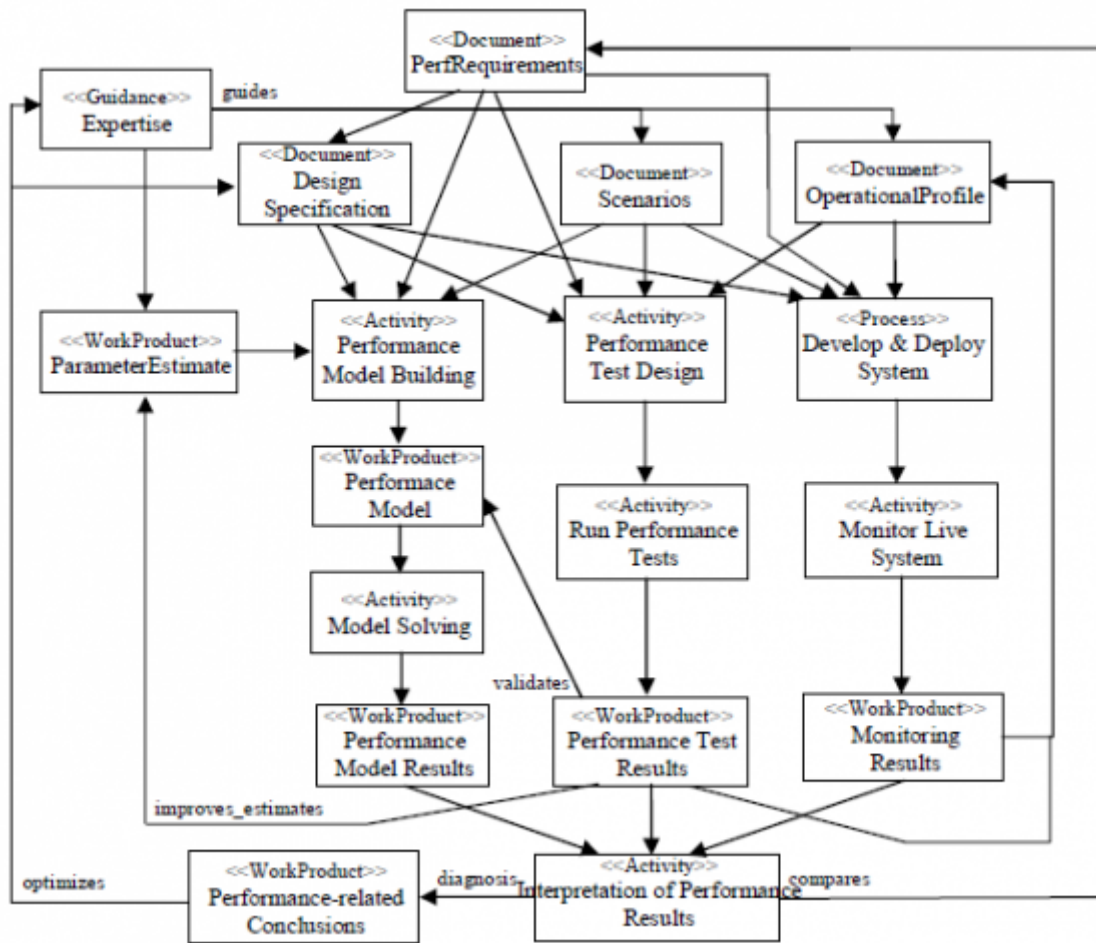 <<Document>>
PerfRequirements
<<Guidance>>
Expertise
guides
<<Document>>
Design
Specification
<<Document>>
Scenarios
<<Document>>
OperationalProfile
<<WorkProduct>>
ParameterEstimate
<<Activity>>
Performance
Model Building
<<Activity>>
Performance
Test Design
<<Process>>
Develop & Deploy
System
<<WorkProduct>>
Performace
Model
<<Activity>>
Run Performance
Tests
<<Activity>>
Monitor Live
System
<<Activity>>
Model Solving
validates
<<WorkProduct>>
Performance
Model Results
<<WorkProduct>>
Performance Test
Results
<<WorkProduct>>
Monitoring
Results
improves_estimates
optimizes
<<WorkProduct>>
Performance-related
Conclusions
diagnosis
<<Activity>>
Interpretation of Performance
Results
compares